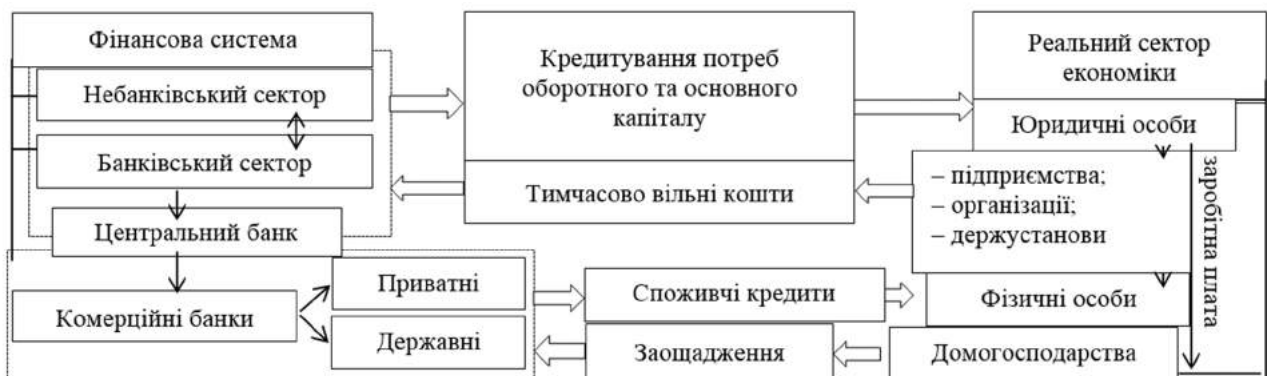 Фінансова система
Небанківський сектор
Банківський сектор
Центральний банк
Комерційні банки
Приватні
Державні
Кредитування потреб
оборотного та основного
капіталу
Тимчасово вільні кошти
Споживчі кредити
Заощадження
Реальний сектор
економіки
Юридичні особи
– підприємства;
– організації;
– держустанови
Фізичні особи
Домогосподарства
заробітна плата